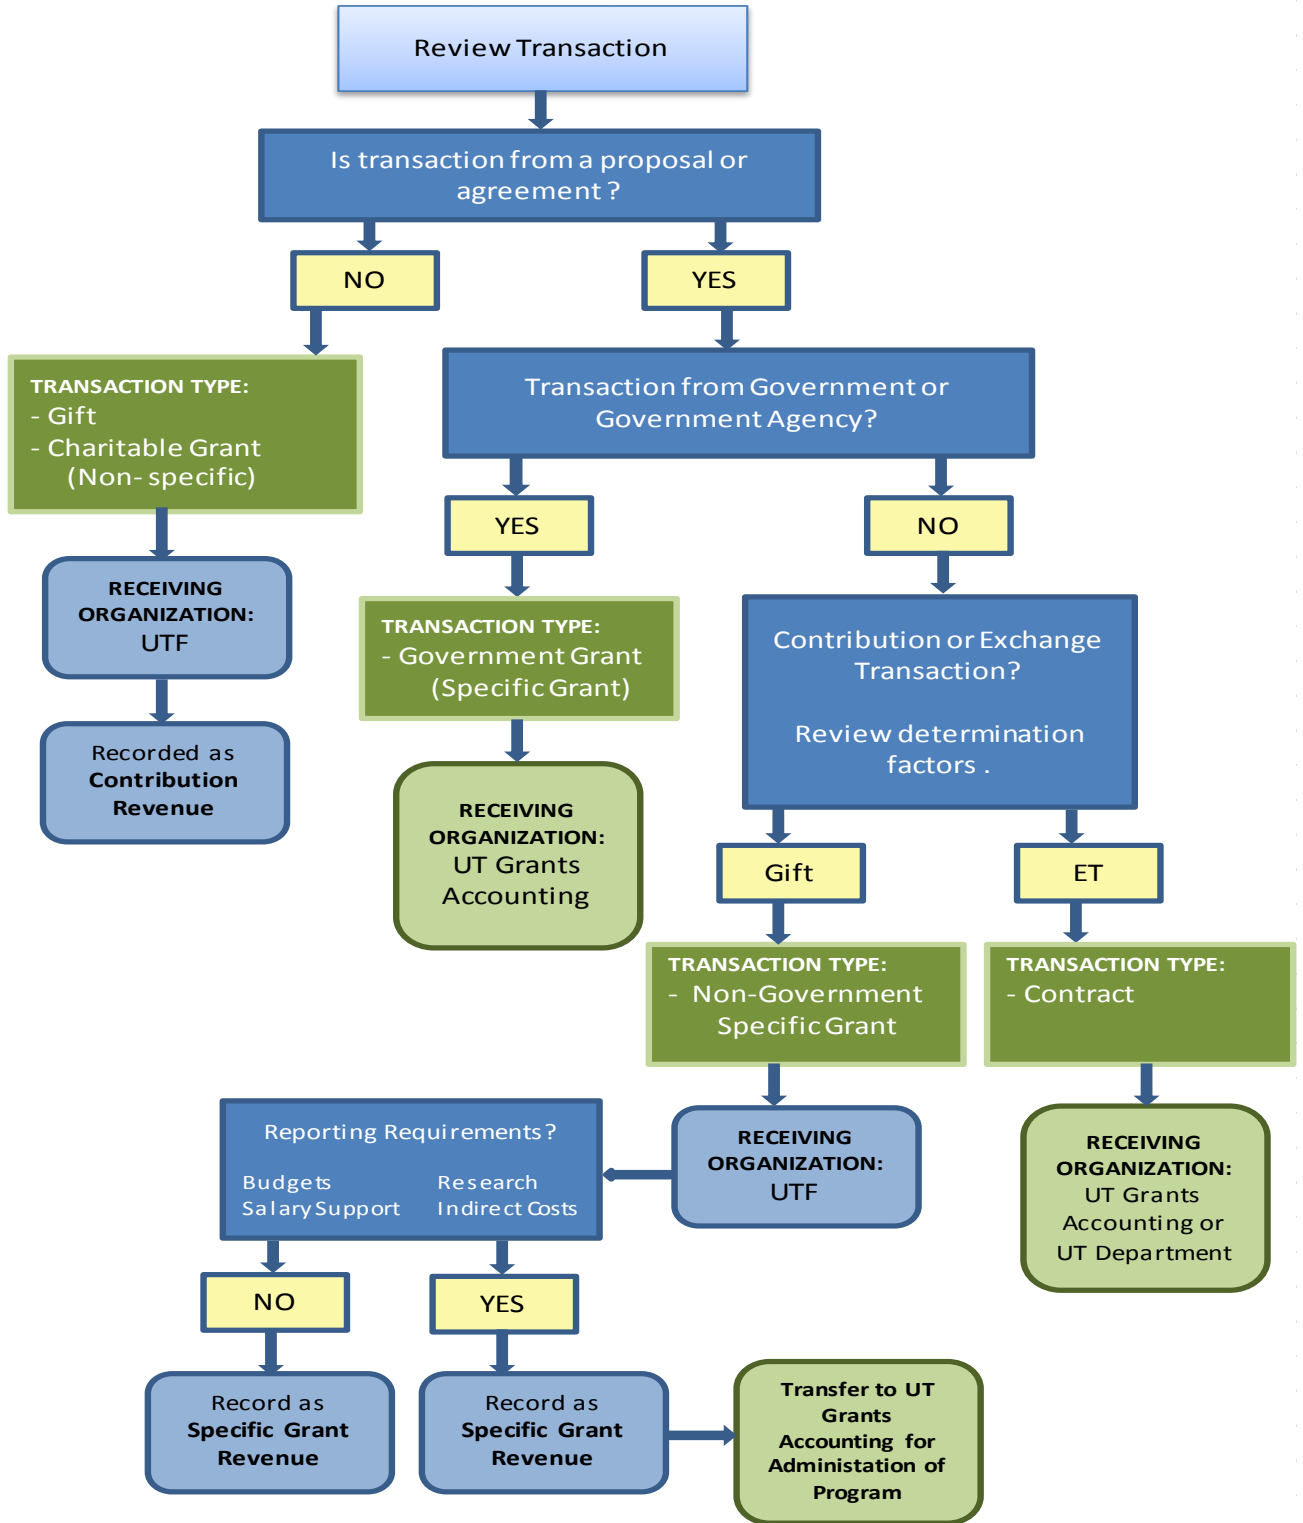 Review Transaction
Is transaction from a proposal or
agreement ?
NO
YES
TRANSACTION TYPE:
- Gift
- Charitable Grant
(Non- specific)
Transaction from Government or
Government Agency?
YES
NO
RECEIVING
ORGANIZATION:
UTF
TRANSACTION TYPE:
- Government Grant
(Specific Grant)
Contribution or Exchange
Transaction?
Review determination
factors .
Recorded as
Contribution
Revenue
RECEIVING
ORGANIZATION:
UT Grants
Accounting
Gift
ET
TRANSACTION TYPE:
- Non-Government
Specific Grant
TRANSACTION TYPE:
- Contract
Reporting Requirements?
Budgets Research
Salary Support Indirect Costs
RECEIVING
ORGANIZATION:
UTF
RECEIVING
ORGANIZATION:
UT Grants
Accounting or
UT Department
NO
YES
Record as
Specific Grant
Revenue
Record as
Specific Grant
Revenue
Transfer to UT
Grants
Accounting for
Administation of
Program